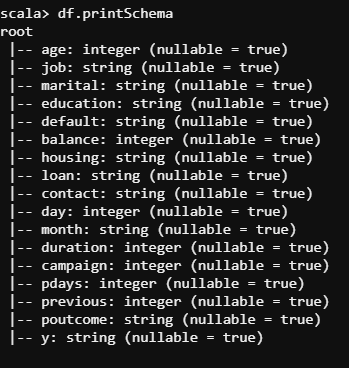 scala> df.printSchema
root
 |-- age: integer (nullable = true)
 |-- job: string (nullable = true)
 |-- marital: string (nullable = true)
 |-- education: string (nullable = true)
 |-- default: string (nullable = true)
 |-- balance: integer (nullable = true)
 |-- housing: string (nullable = true)
 |-- loan: string (nullable = true)
 |-- contact: string (nullable = true)
 |-- day: integer (nullable = true)
 |-- month: string (nullable = true)
 |-- duration: integer (nullable = true)
 |-- campaign: integer (nullable = true)
 |-- pdays: integer (nullable = true)
 |-- previous: integer (nullable = true)
 |-- poutcome: string (nullable = true)
 |-- y: string (nullable = true)